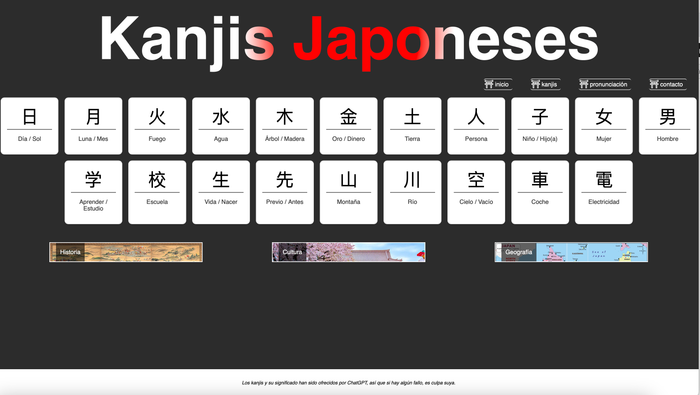 Kanjis Japoneses
inicio kanjis pronunciación contacto
日 月 火 水 木 金 土 人 子 女 男
Día / Sol Luna / Mes Fuego Agua Árbol / Madera Oro / Dinero Tierra Persona Niño / Hijo(a) Mujer Hombre
学 校 生 先 山 川 空 車 電
Aprender / Estudio Escuela Vida / Nacer Previo / Antes Montaña Río Cielo / Vacío Coche Electricidad
Historia Cultura Geografía
Los kanjis y su significado han sido ofrecidos por ChatGPT, así que si hay algún fallo, es culpa suya.